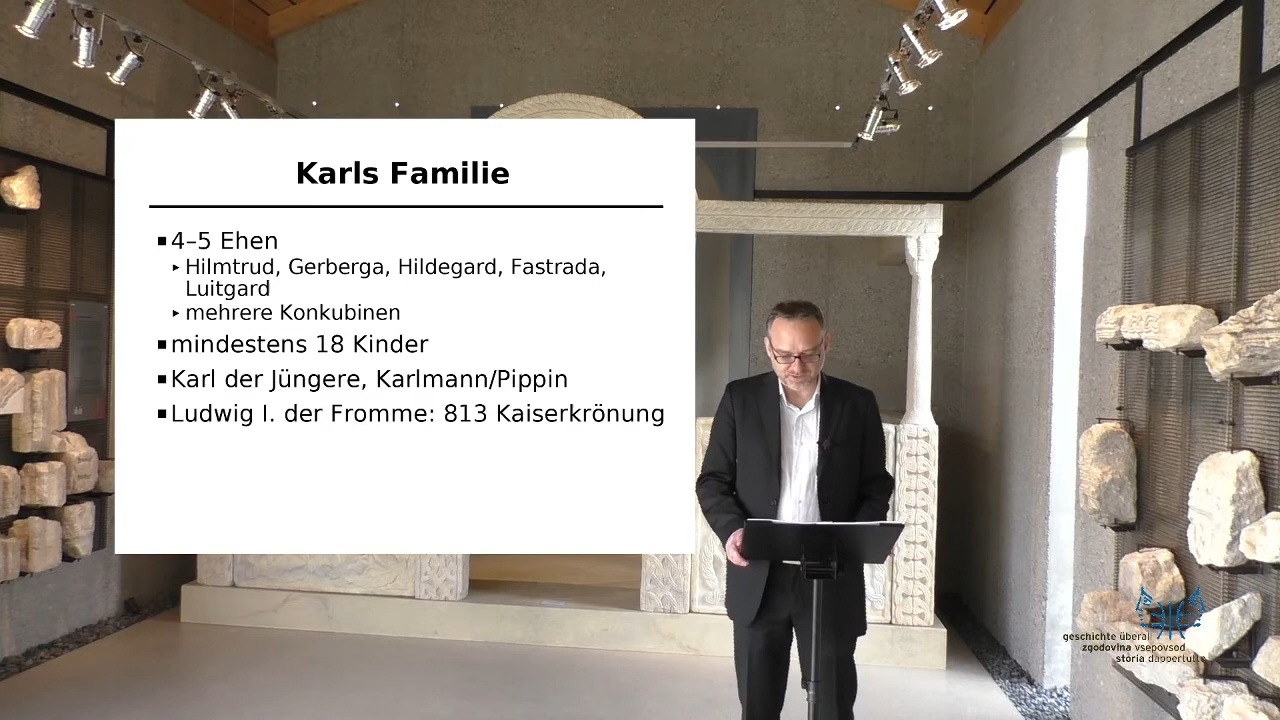 Karls Familie
4–5 Ehen
Hilmtrud, Gerberga, Hildegard, Fastrada,
Luitgard
mehrere Konkubinen
mindestens 18 Kinder
Karl der Jüngere, Karlmann/Pippin
Ludwig I. der Fromme: 813 Kaiserkrönung
geschichte überal
zgodovina vsepovsod
storia dappertutto